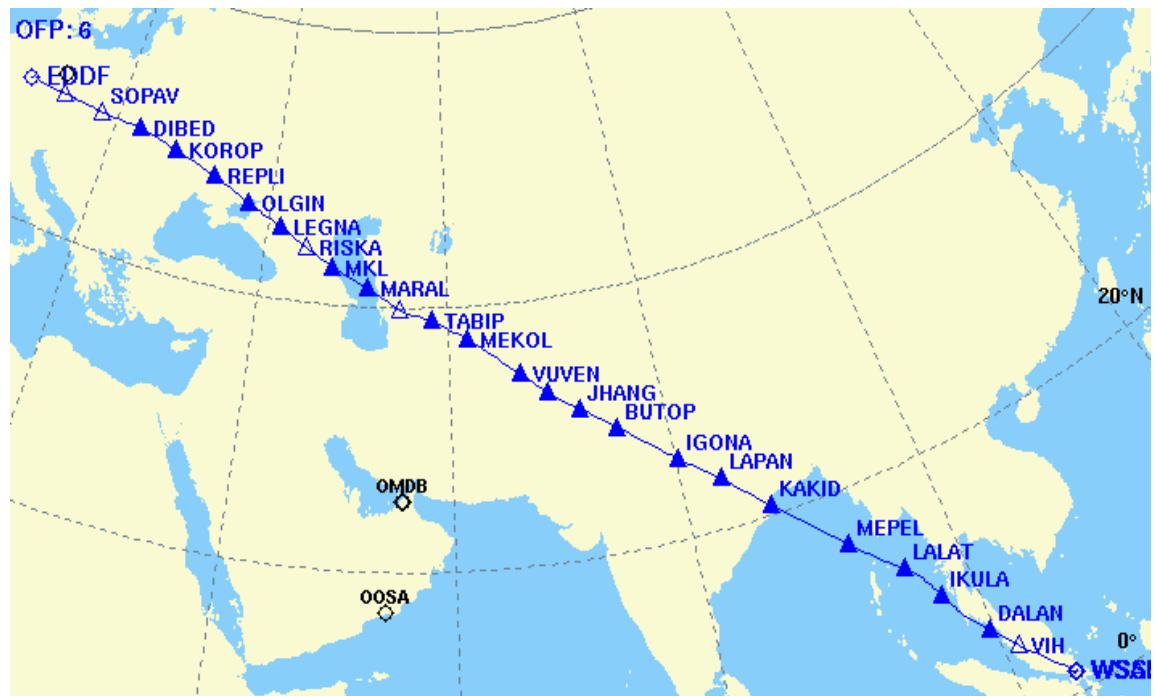 OFP:6
EDDF
SOPAV
DIBED
KOROP
REPLI
OLGIN
LEGNA
RISKA
MKL
MARAL
20°N
TABIP
MEKOL
VUVEN
JHANG
BUTOP
IGONA
LAPAN
OMDB
KAKID
MEPEL
LALAT
IKULA
OOSA
DALAN
0°
VIH